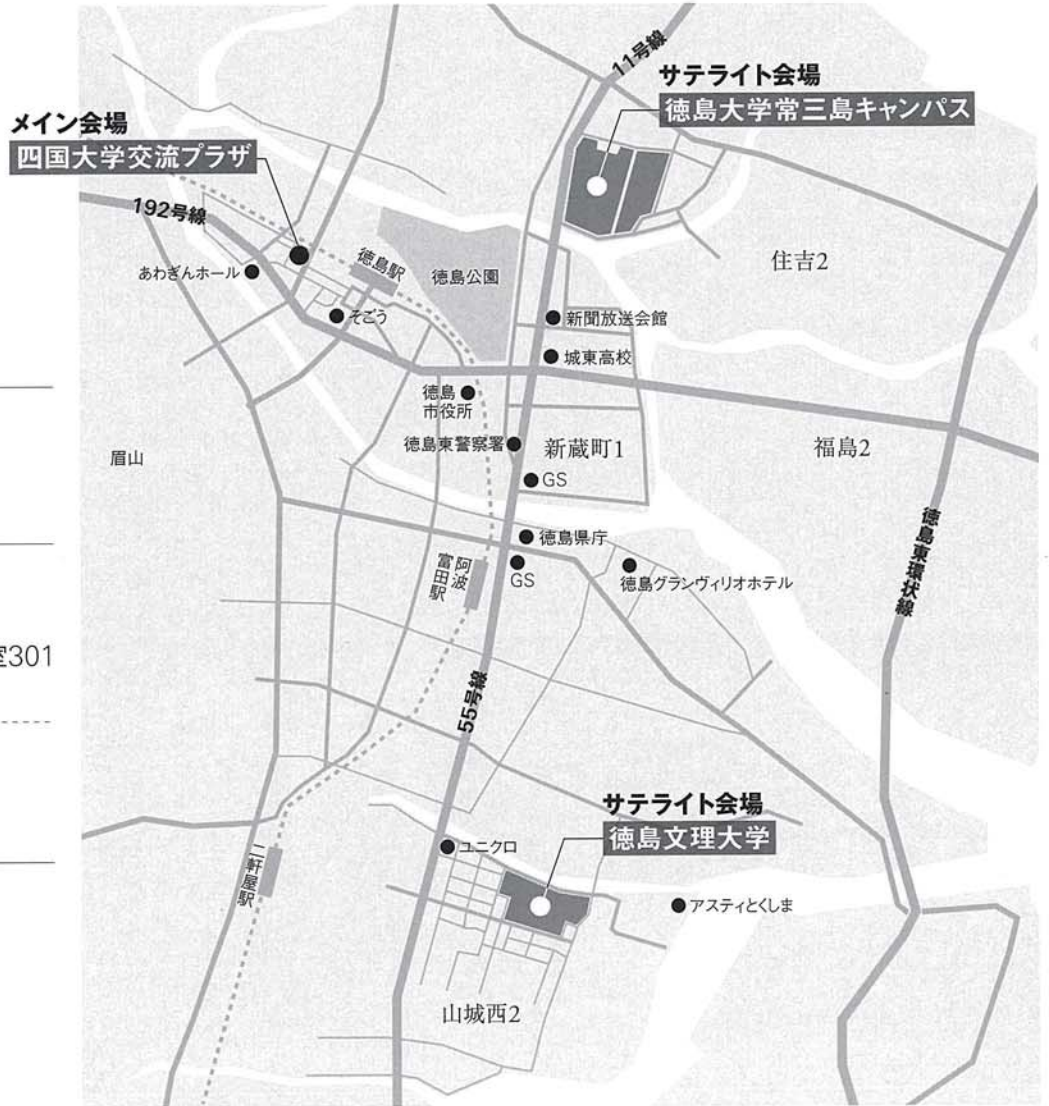 11号線
サテライト会場
徳島大学常三島キャンパス
メイン会場
四国大学交流プラザ
192号線
あわぎんホール
徳島駅
徳島公園
住吉2
そごう
新聞放送会館
城東高校
徳島
市役所
徳島東警察署
新蔵町1
福島2
眉山
GS
徳島県庁
阿波
富田駅
GS
徳島グランヴィリオホテル
徳島東環状線
室301
55号線
サテライト会場
徳島文理大学
ユニクロ
二軒屋駅
アスティとくしま
山城西2